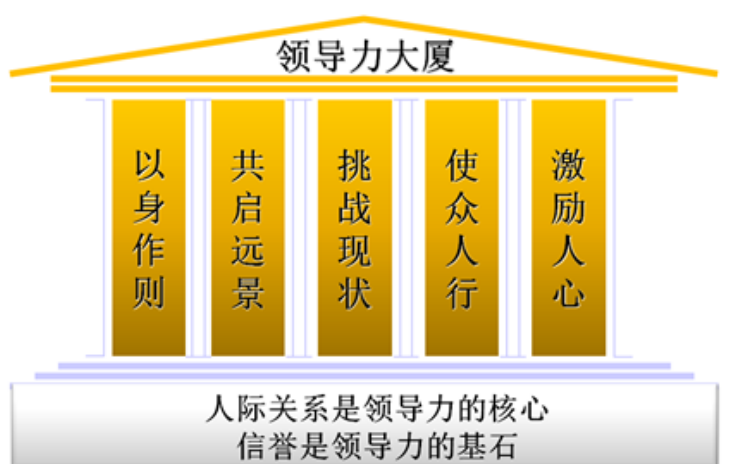 领导力大厦
以身作则
共启远景
挑战现状
使众人行
激励人心
人际关系是领导力的核心
信誉是领导力的基石